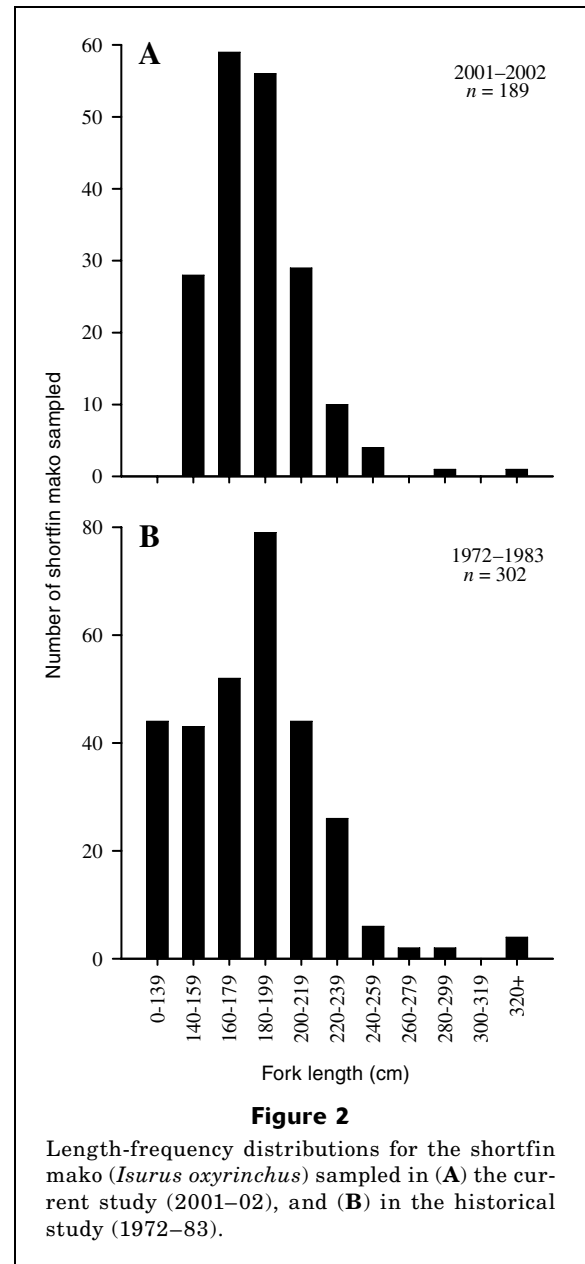 Number of shortfin mako sampled
A
2001–2002
n = 189
60
50
40
30
20
10
0
B
1972–1983
n = 302
80
60
40
20
0
0-139
140-159
160-179
180-199
200-219
220-239
240-259
260-279
280-299
300-319
320+
Fork length (cm)
Figure 2
Length-frequency distributions for the shortfin
mako (Isurus oxyrinchus) sampled in (A) the cur-
rent study (2001–02), and (B) in the historical
study (1972–83).